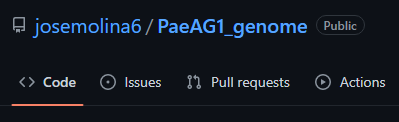 josemolina6 / PaeAG1_genome Public
Code Issues Pull requests Actions